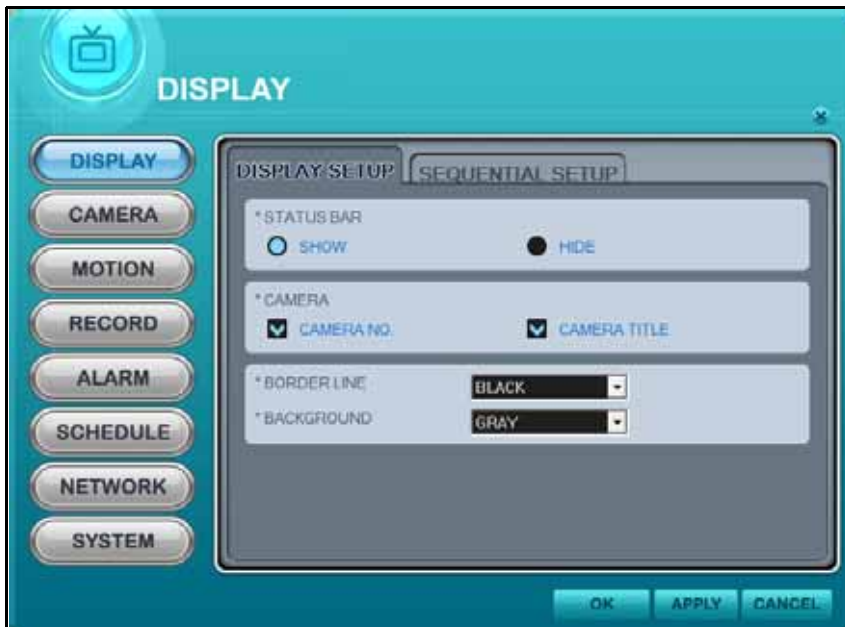 DISPLAY
DISPLAY
CAMERA
MOTION
RECORD
ALARM
SCHEDULE
NETWORK
SYSTEM
DISPLAY SETUP SEQUENTIAL SETUP
* STATUS BAR
SHOW HIDE
* CAMERA
CAMERA NO. CAMERA TITLE
* BORDER LINE BLACK
* BACKGROUND GRAY
OK APPLY CANCEL